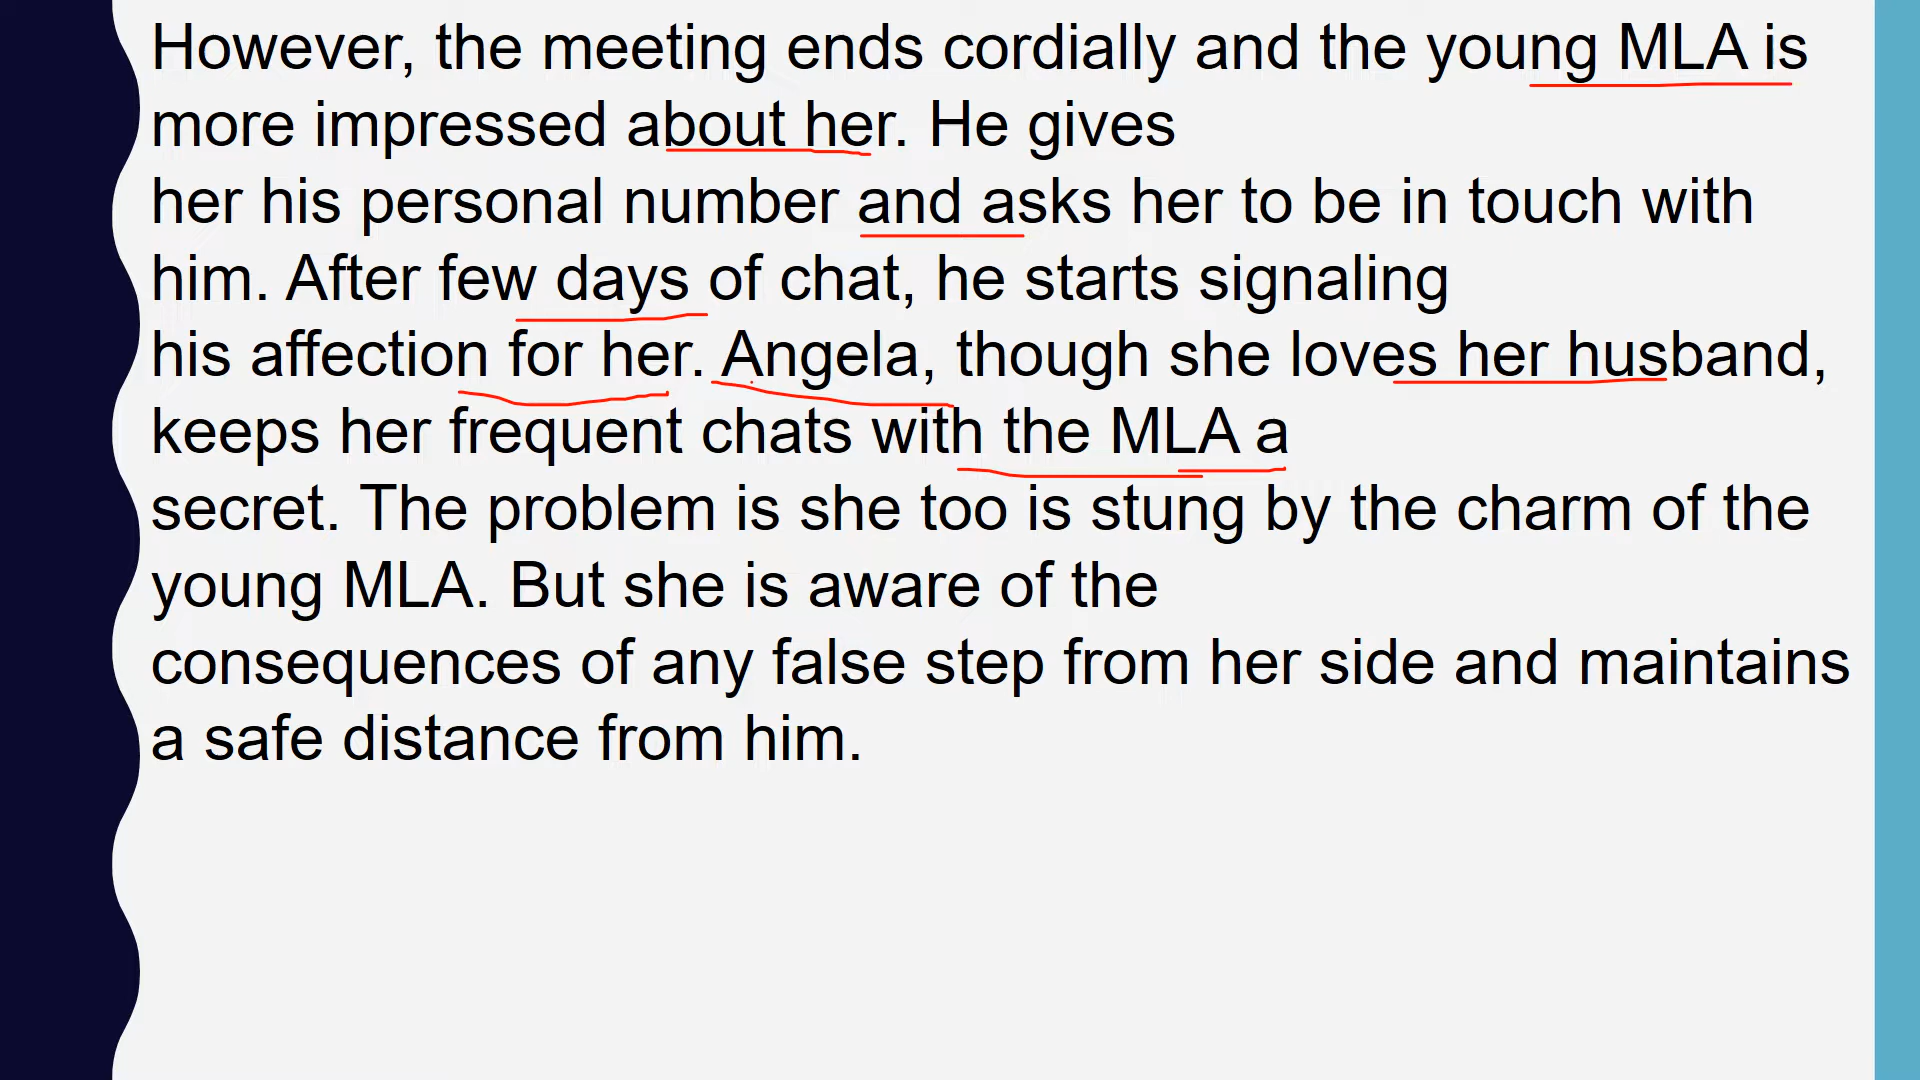 However, the meeting ends cordially and the young MLA is
more impressed about her. He gives
her his personal number and asks her to be in touch with
him. After few days of chat, he starts signaling
his affection for her. Angela, though she loves her husband,
keeps her frequent chats with the MLA a
secret. The problem is she too is stung by the charm of the
young MLA. But she is aware of the
consequences of any false step from her side and maintains
a safe distance from him.